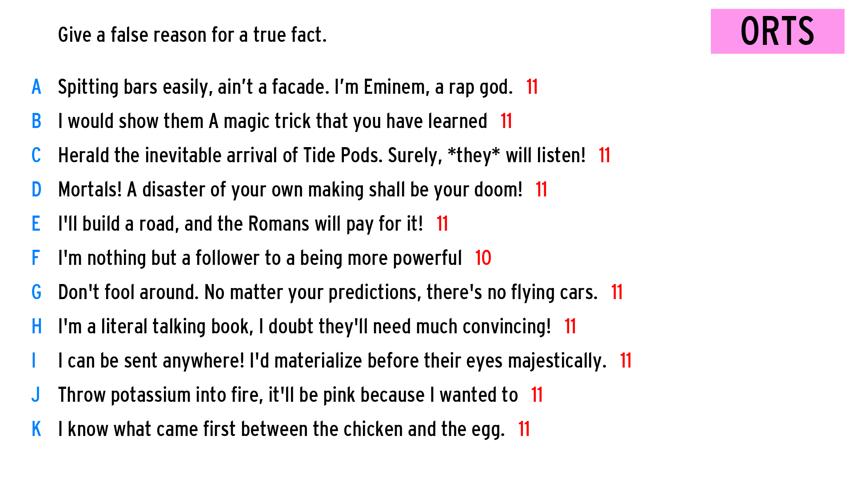 Give a false reason for a true fact.
ORTS
A Spitting bars easily, ain't a facade. I'm Eminem, a rap god. 11
B I would show them A magic trick that you have learned 11
C Herald the inevitable arrival of Tide Pods. Surely, *they* will listen! 11
D Mortals! A disaster of your own making shall be your doom! 11
E I'll build a road, and the Romans will pay for it! 11
F I'm nothing but a follower to a being more powerful 10
G Don't fool around. No matter your predictions, there's no flying cars. 11
H I'm a literal talking book, I doubt they'll need much convincing! 11
I I can be sent anywhere! I'd materialize before their eyes majestically. 11
J Throw potassium into fire, it'll be pink because I wanted to 11
K I know what came first between the chicken and the egg. 11